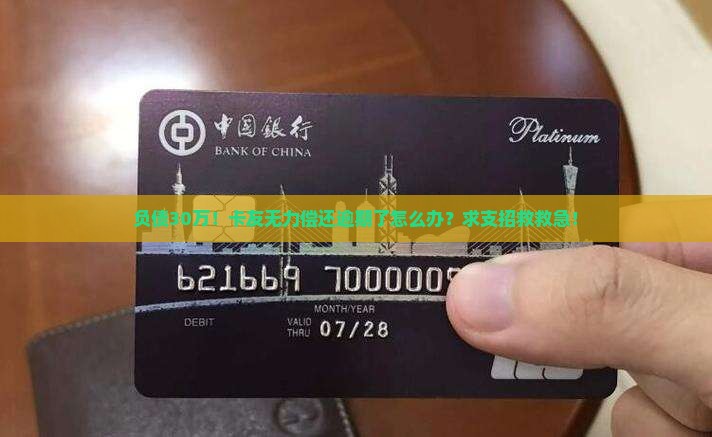 中国银行
BANK OF CHINA
Platinum
负债30万！卡友无力偿还逾期了怎么办？求支招救救急！
621669 7000009
MONTH/YEAR
DEBIT
VALID THRU 07/28